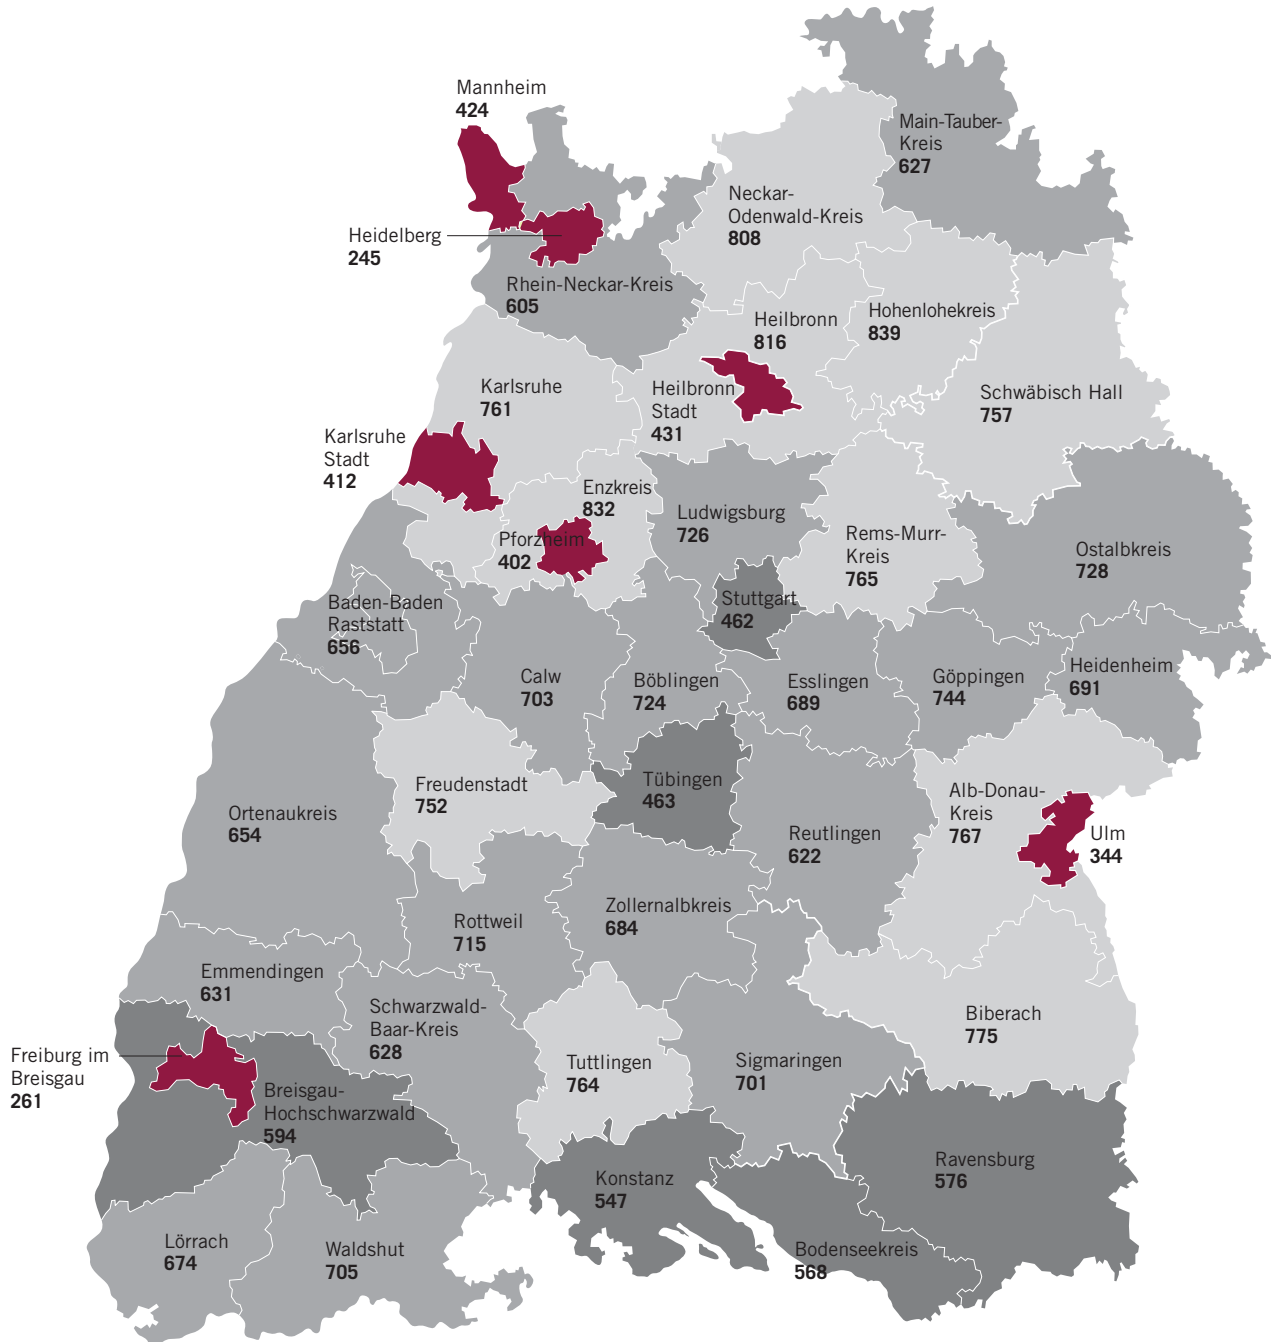 Mannheim
424
Main-Tauber-
Kreis
627
Neckar-
Odenwald-Kreis
808
Heidelberg
245
Rhein-Neckar-Kreis
605
Heilbronn
816
Hohenlohekreis
839
Karlsruhe
761
Heilbronn
Stadt
431
Schwäbisch Hall
757
Karlsruhe
Stadt
412
Enzkreis
832
Ludwigsburg
726
Pforzheim
402
Rems-Murr-
Kreis
765
Ostalbkreis
728
Baden-Baden
Raststatt
656
Stuttgart
462
Calw
703
Böblingen
724
Esslingen
689
Göppingen
744
Heidenheim
691
Freudenstadt
752
Tübingen
463
Ortenaukreis
654
Reutlingen
622
Alb-Donau-
Kreis
767
Ulm
344
Rottweil
715
Zollernalbkreis
684
Emmendingen
631
Schwarzwald-
Baar-Kreis
628
Biberach
775
Freiburg im
Breisgau
261
Tuttlingen
764
Sigmaringen
701
Breisgau-
Hochschwarzwald
594
Konstanz
547
Ravensburg
576
Lörrach
674
Waldshut
705
Bodenseekreis
568